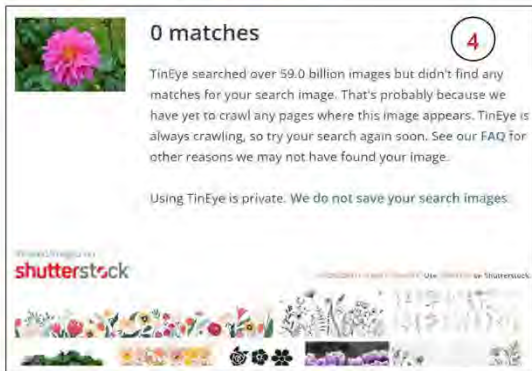 0 matches
4
TinEye searched over 59.0 billion images but didn't find any
matches for your search image. That's probably because we
have yet to crawl any pages where this image appears. TinEye is
always crawling, so try your search again soon. See our FAQ for
other reasons we may not have found your image.
Using TinEye is private. We do not save your search images.
shutterstock
by Shutterstock